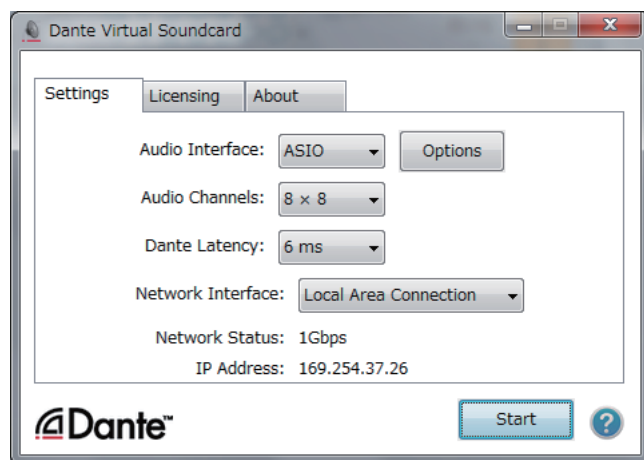 Dante Virtual Soundcard
Settings Licensing About
Audio Interface: ASIO Options
Audio Channels: 8 × 8
Dante Latency: 6 ms
Network Interface: Local Area Connection
Network Status: 1Gbps
IP Address: 169.254.37.26
Dante™ Start ?